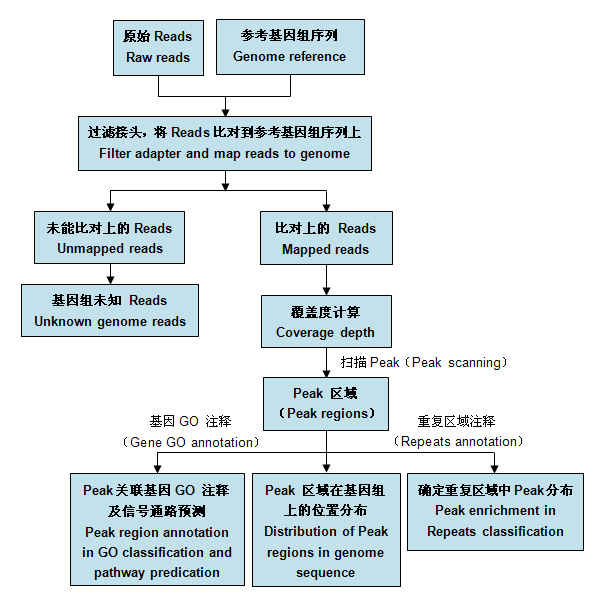 原始 Reads
Raw reads
参考基因组序列
Genome reference
过滤接头，将 Reads 比对到参考基因组序列上
Filter adapter and map reads to genome
未能比对上的 Reads
Unmapped reads
比对上的 Reads
Mapped reads
基因组未知 Reads
Unknown genome reads
覆盖度计算
Coverage depth
扫描 Peak（Peak scanning）
Peak 区域
（Peak regions）
基因 GO 注释
（Gene GO annotation）
重复区域注释
（Repeats annotation）
Peak 关联基因 GO 注释
及信号通路预测
Peak region annotation
in GO classification and
pathway predication
Peak 区域在基因组
上的位置分布
Distribution of Peak
regions in genome
sequence
确定重复区域中 Peak 分布
Peak enrichment in
Repeats classification